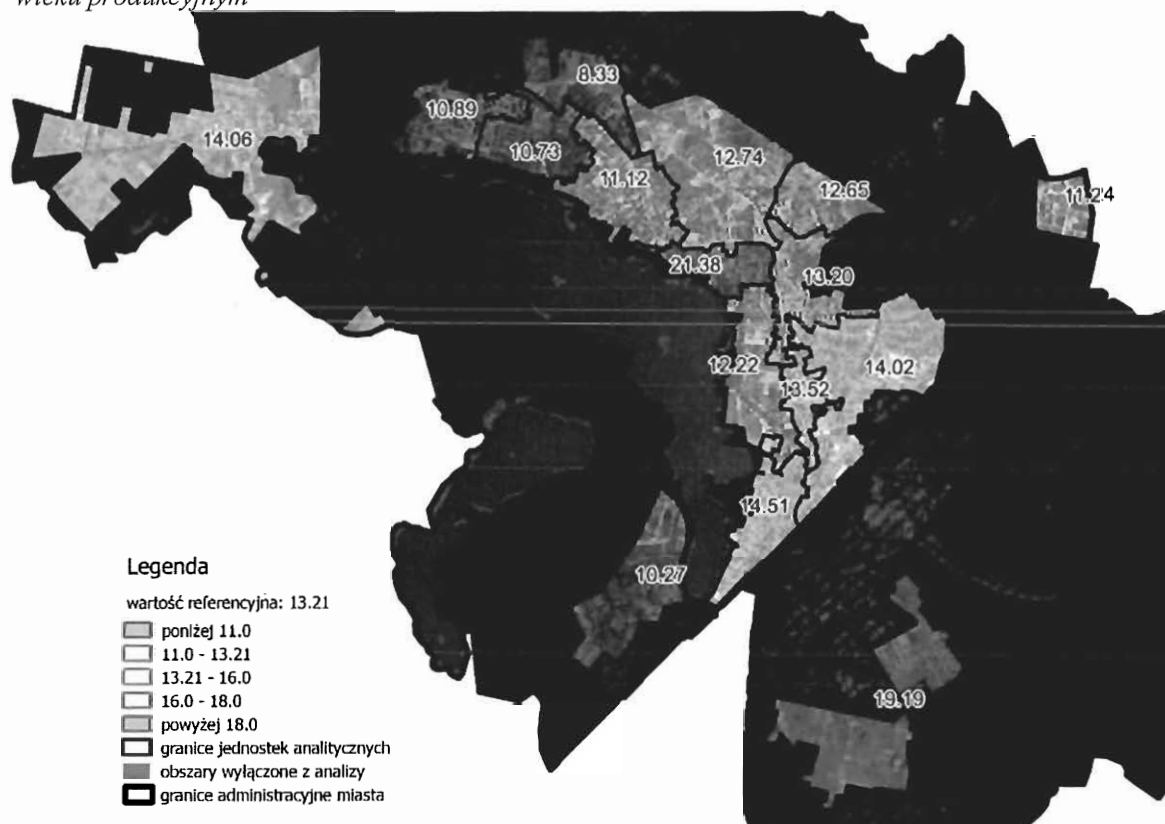 wieku produkcyjnym
8.33
10.89
14.06
10.73
12.74
11.12
12.65
11.24
21.38
13.20
12.22
14.02
13.52
14.51
10.27
19.19
Legenda
wartość referencyjna: 13.21
poniżej 11.0
11.0 - 13.21
13.21 - 16.0
16.0 - 18.0
powyżej 18.0
granice jednostek analitycznych
obszary wyłączone z analizy
granice administracyjne miasta